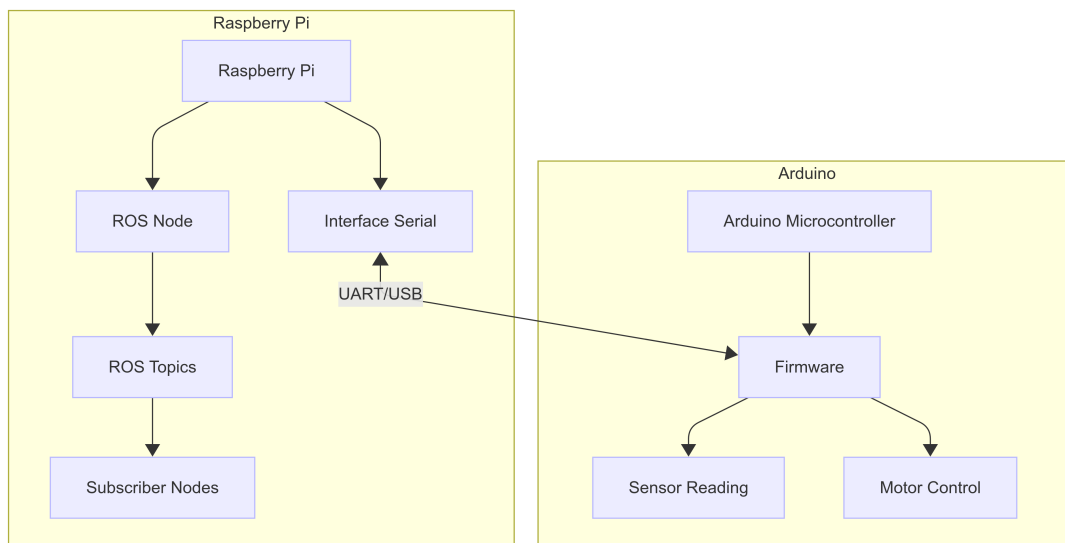 Raspberry Pi
Raspberry Pi
ROS Node
Interface Serial
UART/USB
ROS Topics
Subscriber Nodes
Arduino
Arduino Microcontroller
Firmware
Sensor Reading
Motor Control